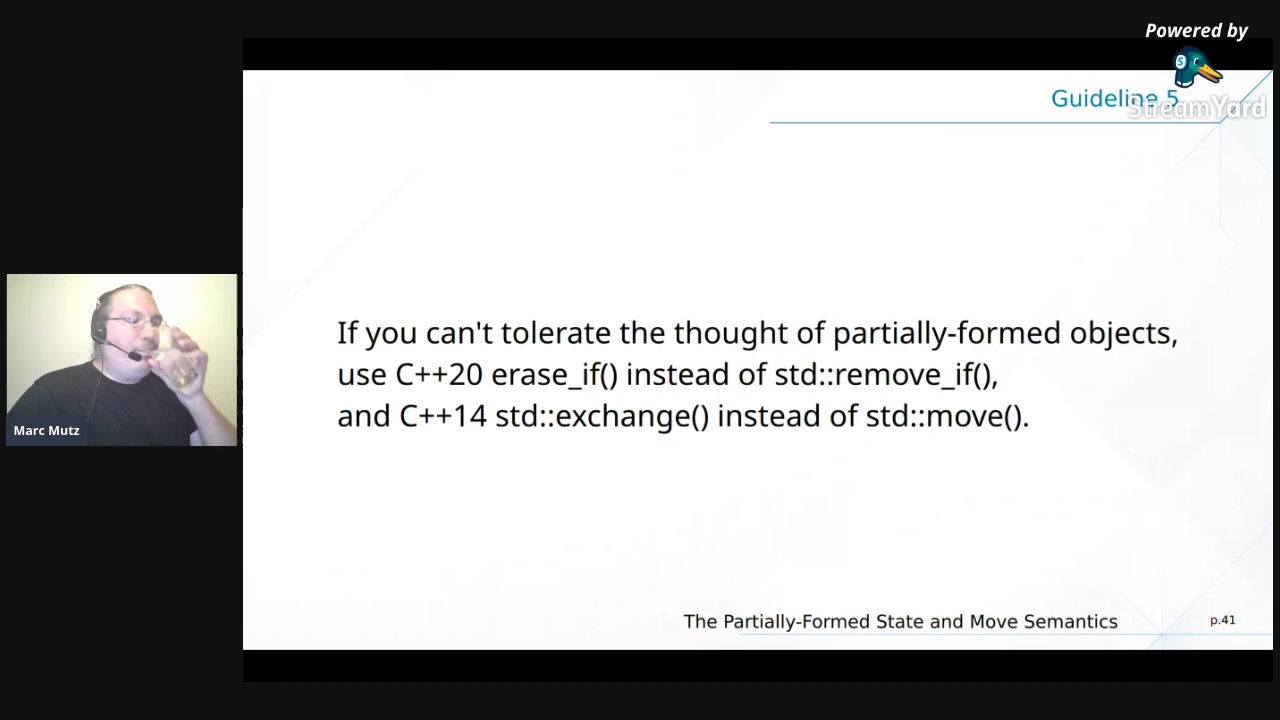 Powered by
StreamYard
Guideline 5
If you can't tolerate the thought of partially-formed objects,
use C++20 erase_if() instead of std::remove_if(),
and C++14 std::exchange() instead of std::move().
Marc Mutz
The Partially-Formed State and Move Semantics
p.41